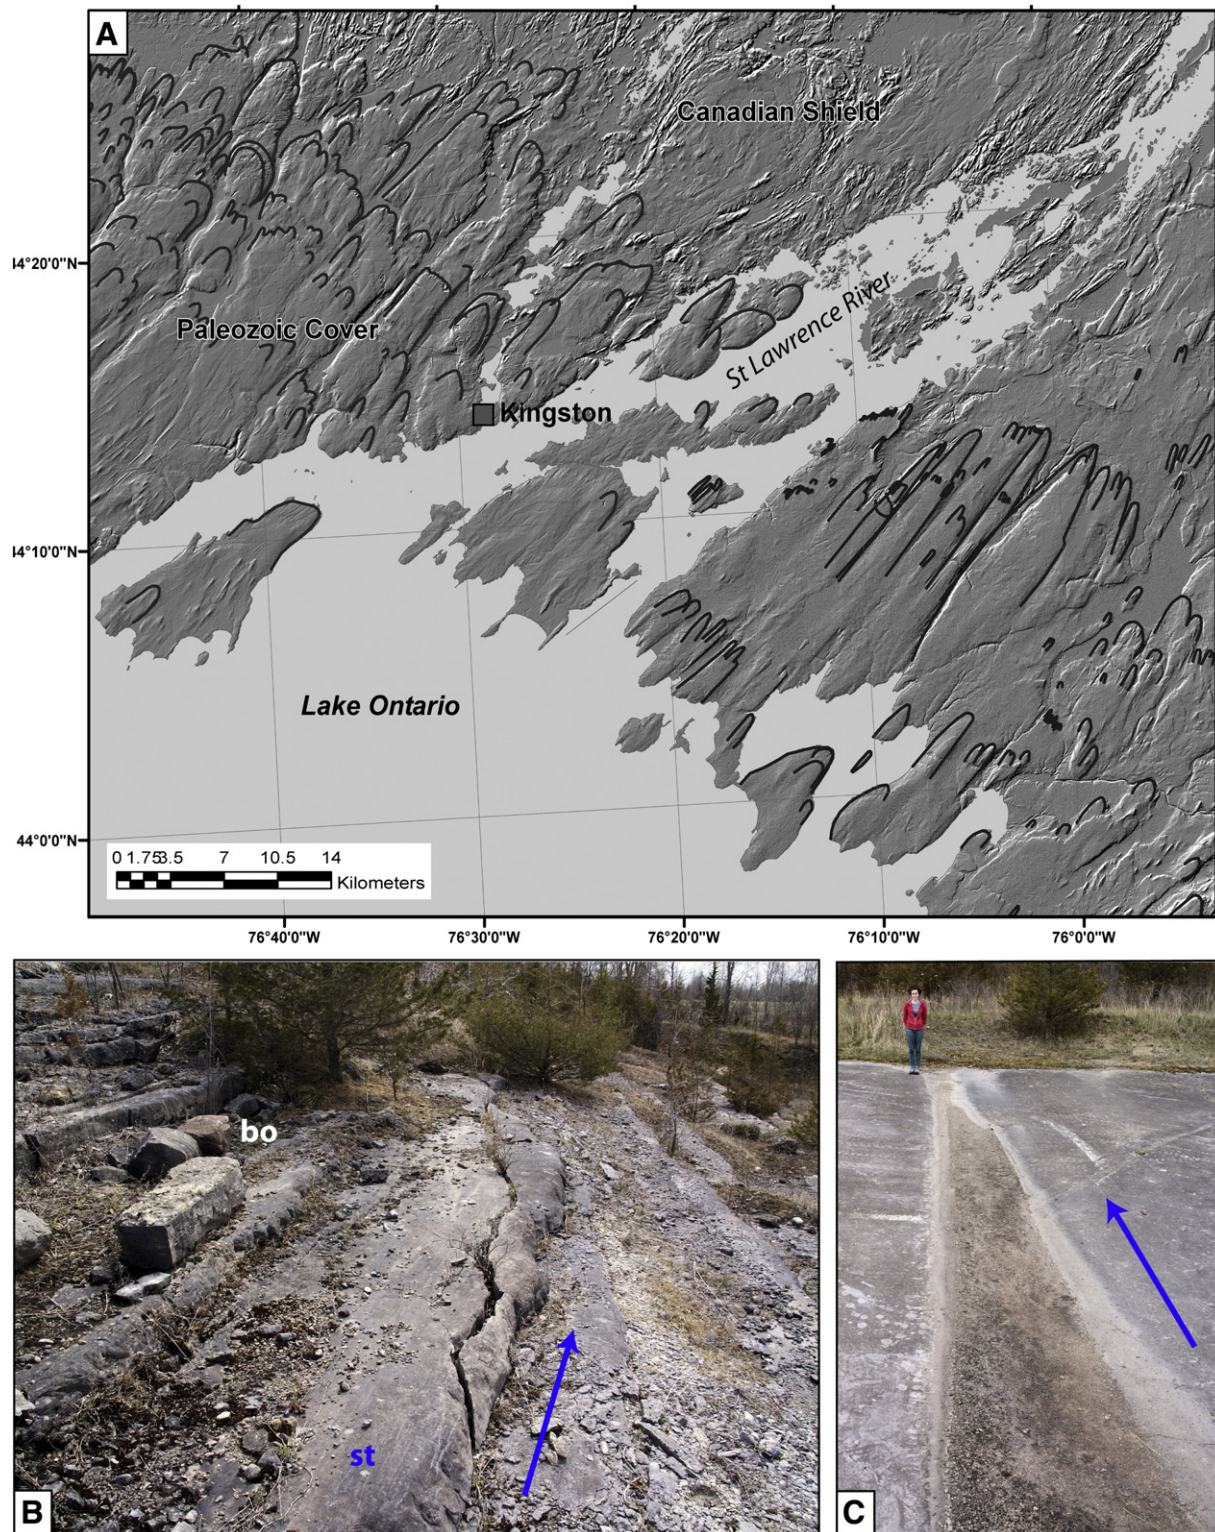 A
Canadian Shield
14°20'0"N
St Lawrence River
Paleozoic Cover
Kingston
14°10'0"N
Lake Ontario
44°0'0"N
0 1.75 3.5 7 10.5 14
Kilometers
76°40'0"W 76°30'0"W 76°20'0"W 76°10'0"W 76°0'0"W
bo
st
B
C